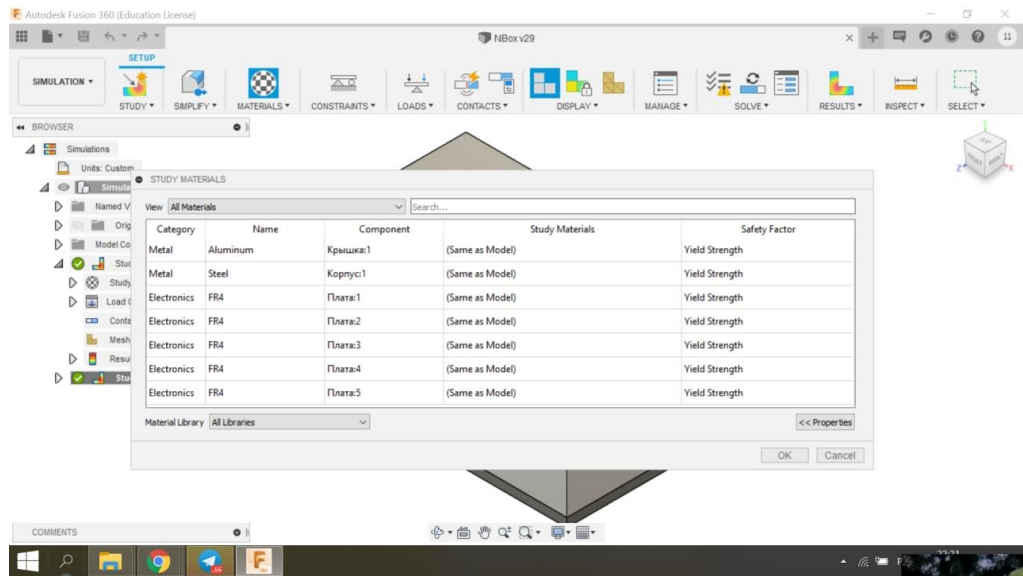 Autodesk Fusion 360 (Education License)
NBox v29
11
SETUP
SIMULATION
STUDY
SIMPLIFY
MATERIALS
CONSTRAINTS
LOADS
CONTACTS
DISPLAY
MANAGE
SOLVE
RESULTS
INSPECT
SELECT
BROWSER
Simulations
Units: Custom
Simula
Named V
Orig
Model Co
Stud
Study
Load C
Conta
Mesh
Resul
Stu
TOP
FRONT
RIGHT
Z
X
STUDY MATERIALS
View All Materials Search...
Category Name Component Study Materials Safety Factor
Metal Aluminum Крышка:1 (Same as Model) Yield Strength
Metal Steel Корпус:1 (Same as Model) Yield Strength
Electronics FR4 Плата:1 (Same as Model) Yield Strength
Electronics FR4 Плата:2 (Same as Model) Yield Strength
Electronics FR4 Плата:3 (Same as Model) Yield Strength
Electronics FR4 Плата:4 (Same as Model) Yield Strength
Electronics FR4 Плата:5 (Same as Model) Yield Strength
Material Library All Libraries << Properties
OK Cancel
COMMENTS